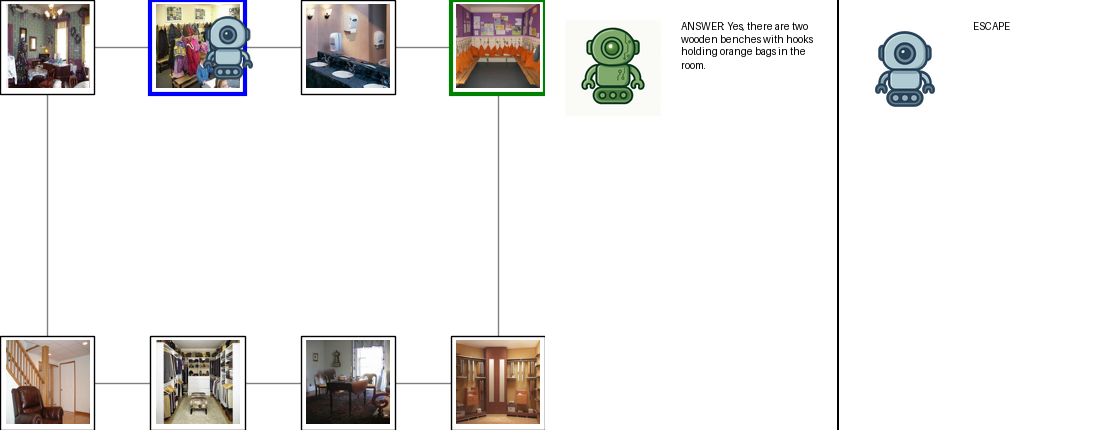 ANSWER: Yes, there are two
wooden benches with hooks
holding orange bags in the
room.
ESCAPE